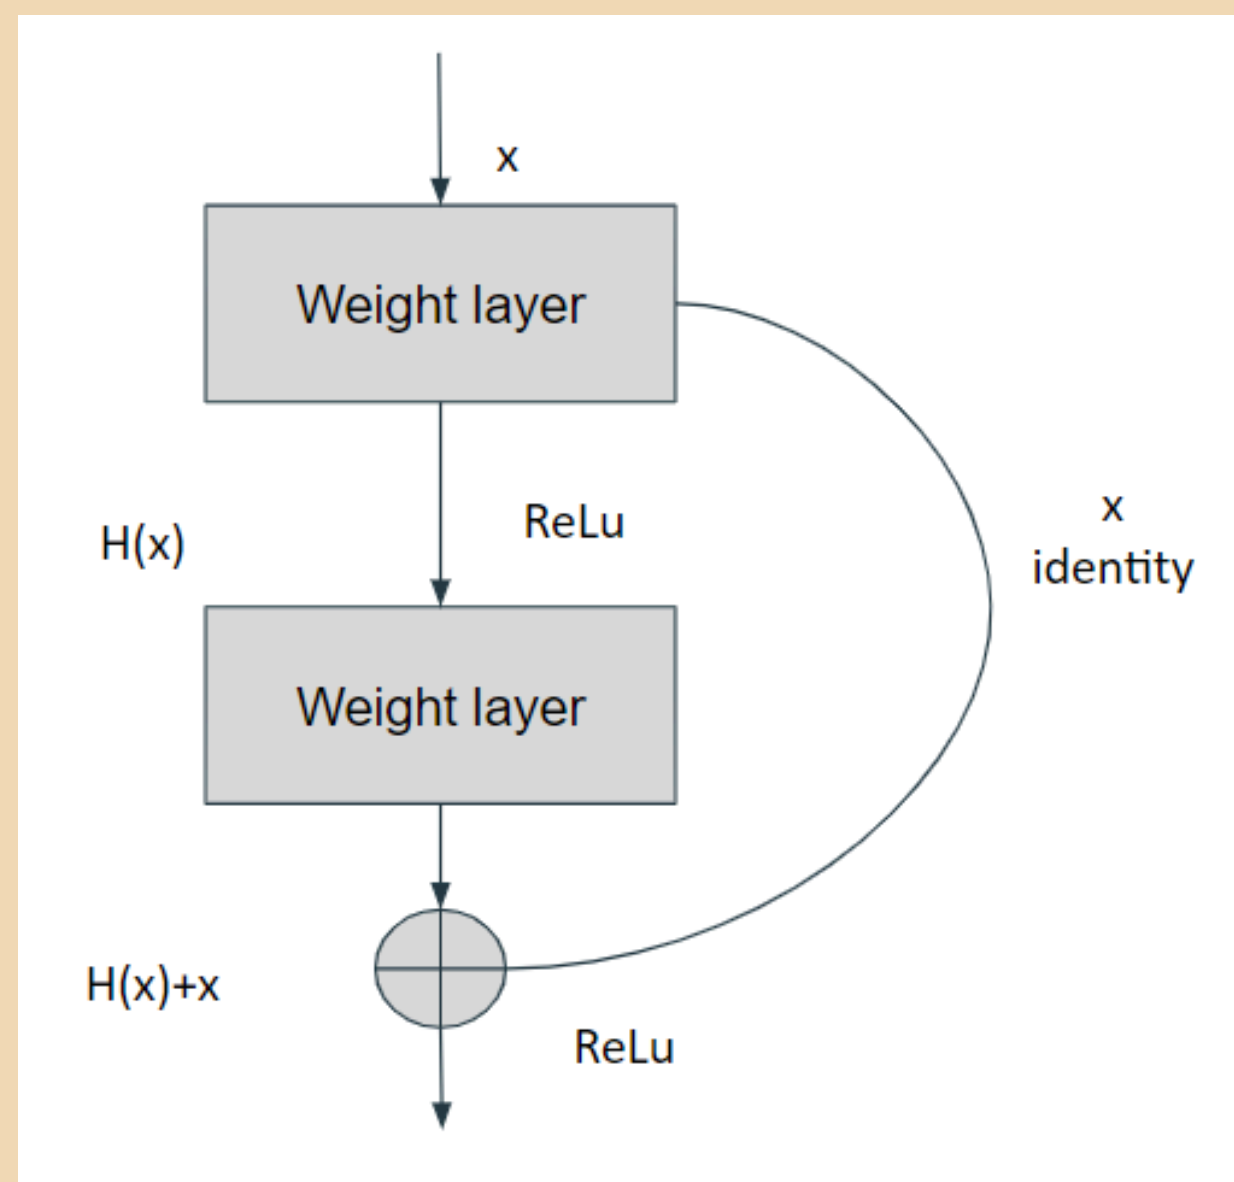 x
Weight layer
ReLu
H(x)
x
identity
Weight layer
H(x)+x
ReLu